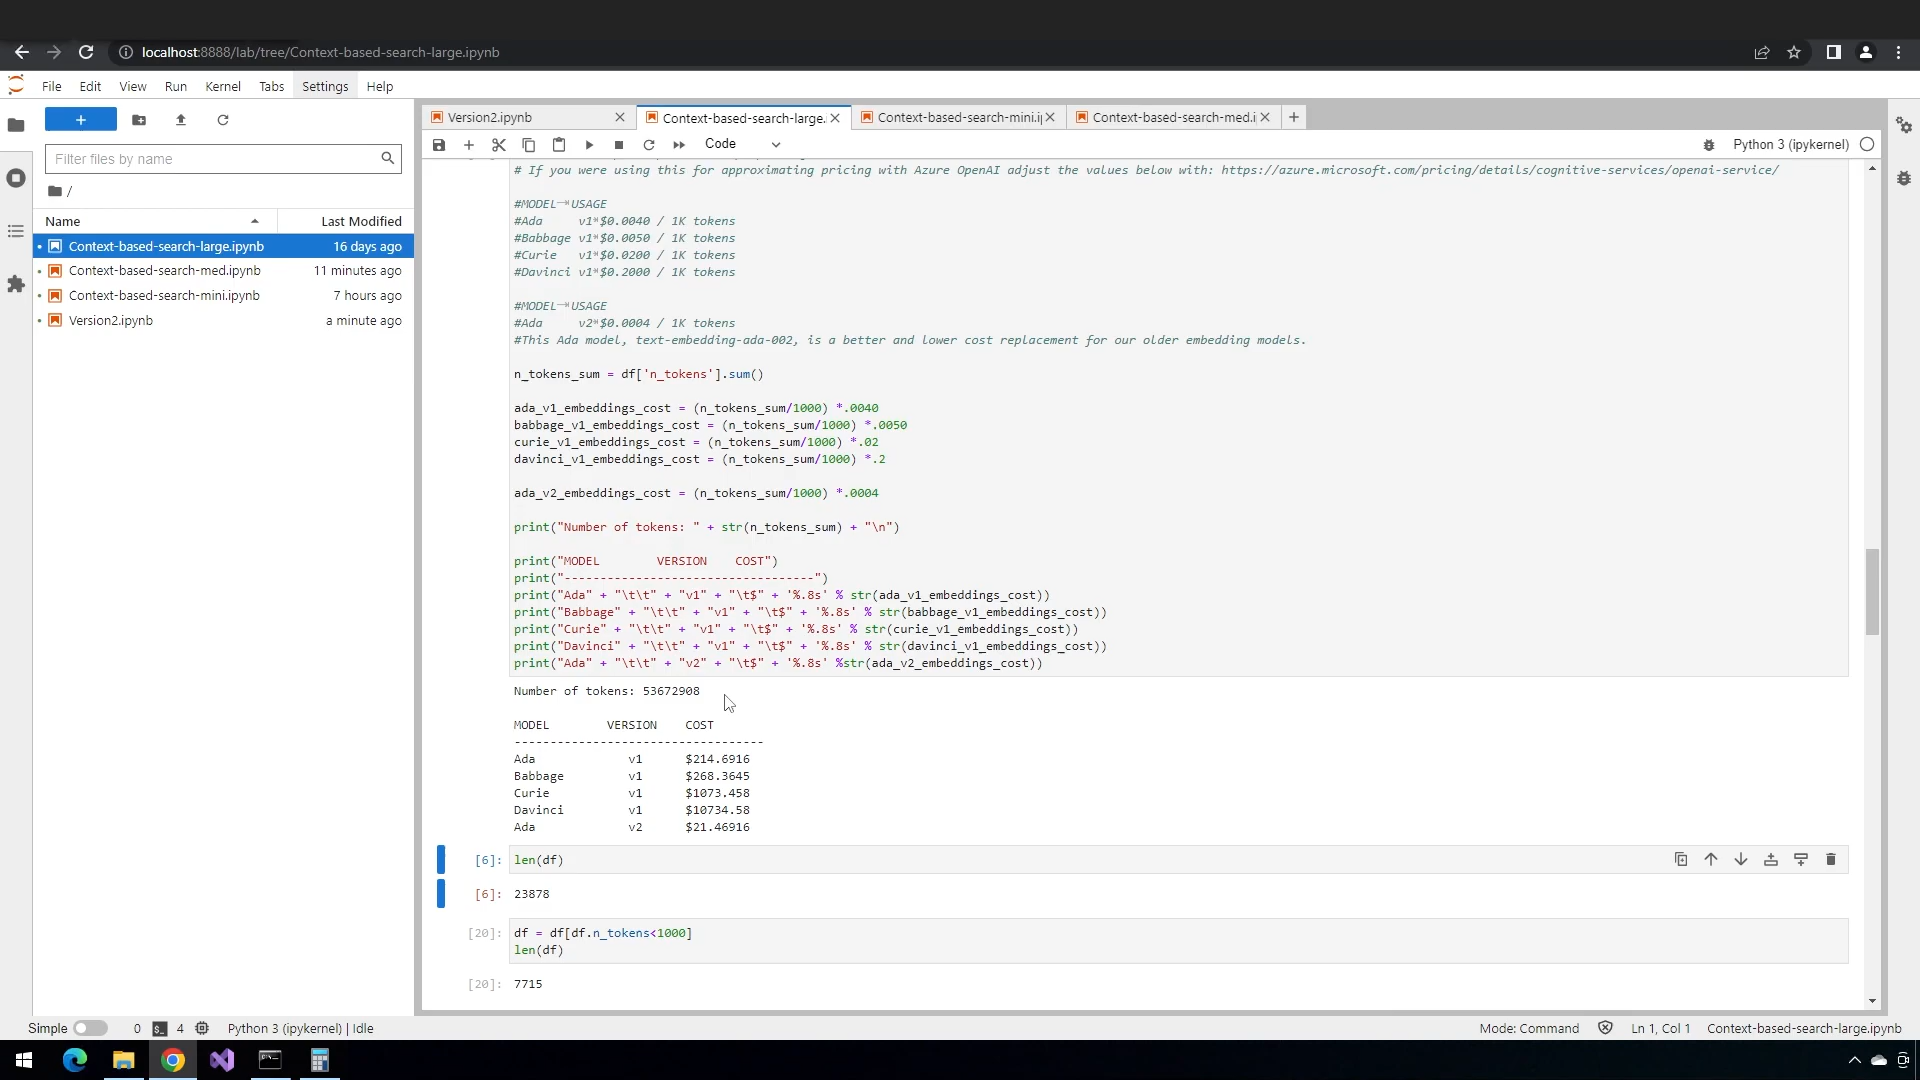 localhost:8888/lab/tree/Context-based-search-large.ipynb
File Edit View Run Kernel Tabs Settings Help
Version2.ipynb Context-based-search-large. Context-based-search-mini.i Context-based-search-med.i
Code
Python 3 (ipykernel)
Filter files by name
/
Name Last Modified
Context-based-search-large.ipynb 16 days ago
Context-based-search-med.ipynb 11 minutes ago
Context-based-search-mini.ipynb 7 hours ago
Version2.ipynb a minute ago
# If you were using this for approximating pricing with Azure OpenAI adjust the values below with: https://azure.microsoft.com/pricing/details/cognitive-services/openai-service/
#MODEL USAGE
#Ada v1 $0.0040 / 1K tokens
#Babbage v1 $0.0050 / 1K tokens
#Curie v1 $0.0200 / 1K tokens
#Davinci v1 $0.2000 / 1K tokens
#MODEL USAGE
#Ada v2 $0.0004 / 1K tokens
#This Ada model, text-embedding-ada-002, is a better and lower cost replacement for our older embedding models.
n_tokens_sum = df['n_tokens'].sum()
ada_v1_embeddings_cost = (n_tokens_sum/1000) *.0040
babbage_v1_embeddings_cost = (n_tokens_sum/1000) *.0050
curie_v1_embeddings_cost = (n_tokens_sum/1000) *.02
davinci_v1_embeddings_cost = (n_tokens_sum/1000) *.2
ada_v2_embeddings_cost = (n_tokens_sum/1000) *.0004
print("Number of tokens: " + str(n_tokens_sum) + "\n")
print("MODEL        VERSION    COST")
print("-----------------------------------")
print("Ada" + "\t\t" + "v1" + "\t$" + '%.8s' % str(ada_v1_embeddings_cost))
print("Babbage" + "\t\t" + "v1" + "\t$" + '%.8s' % str(babbage_v1_embeddings_cost))
print("Curie" + "\t\t" + "v1" + "\t$" + '%.8s' % str(curie_v1_embeddings_cost))
print("Davinci" + "\t\t" + "v1" + "\t$" + '%.8s' % str(davinci_v1_embeddings_cost))
print("Ada" + "\t\t" + "v2" + "\t$" + '%.8s' %str(ada_v2_embeddings_cost))
Number of tokens: 53672908
MODEL VERSION COST
-----------------------------------
Ada v1 $214.6916
Babbage v1 $268.3645
Curie v1 $1073.458
Davinci v1 $10734.58
Ada v2 $21.46916
[6]: len(df)
[6]: 23878
[20]: df = df[df.n_tokens<1000]
len(df)
[20]: 7715
Simple 0 4 Python 3 (ipykernel) | Idle Mode: Command Ln 1, Col 1 Context-based-search-large.ipynb